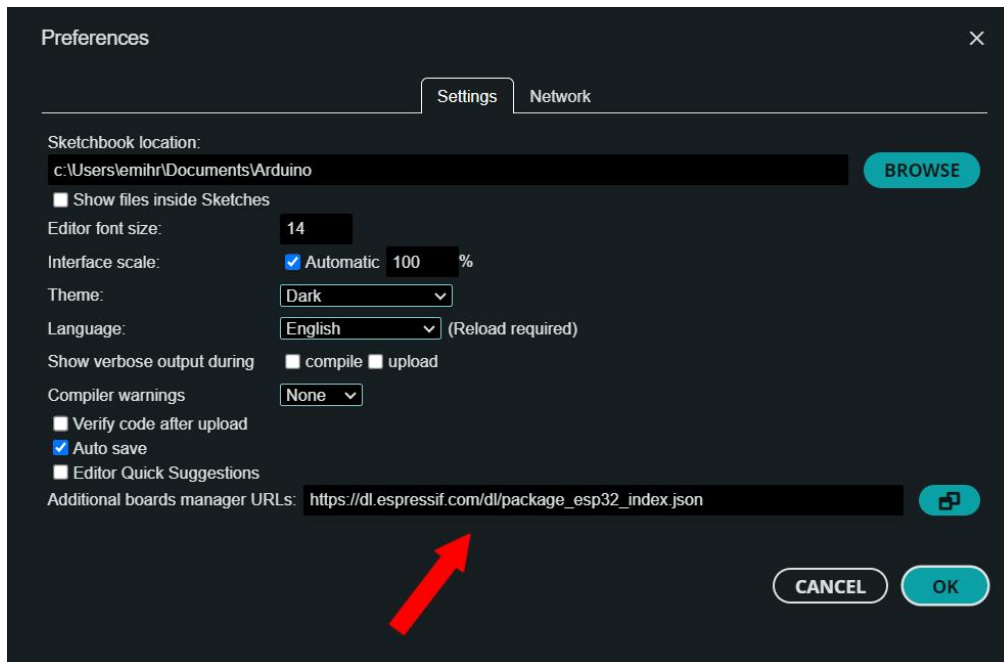 Preferences
Settings Network
Sketchbook location:
c:\Users\emihr\Documents\Arduino BROWSE
Show files inside Sketches
Editor font size: 14
Interface scale: Automatic 100 %
Theme: Dark
Language: English (Reload required)
Show verbose output during compile upload
Compiler warnings None
Verify code after upload
Auto save
Editor Quick Suggestions
Additional boards manager URLs: https://dl.espressif.com/dl/package_esp32_index.json
CANCEL OK